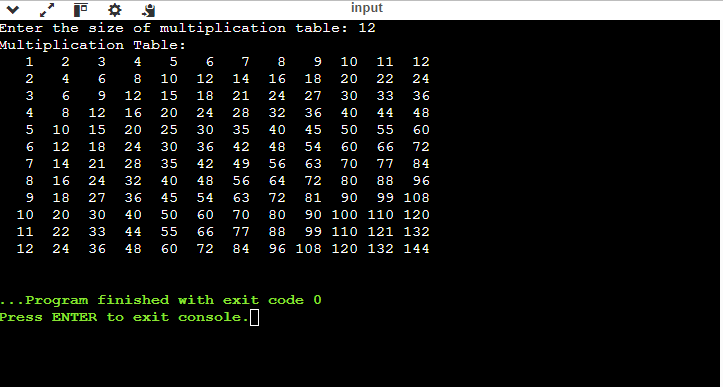 input
Enter the size of multiplication table: 12
Multiplication Table:
   1   2   3   4   5   6   7   8   9  10  11  12
   2   4   6   8  10  12  14  16  18  20  22  24
   3   6   9  12  15  18  21  24  27  30  33  36
   4   8  12  16  20  24  28  32  36  40  44  48
   5  10  15  20  25  30  35  40  45  50  55  60
   6  12  18  24  30  36  42  48  54  60  66  72
   7  14  21  28  35  42  49  56  63  70  77  84
   8  16  24  32  40  48  56  64  72  80  88  96
   9  18  27  36  45  54  63  72  81  90  99 108
  10  20  30  40  50  60  70  80  90 100 110 120
  11  22  33  44  55  66  77  88  99 110 121 132
  12  24  36  48  60  72  84  96 108 120 132 144
...Program finished with exit code 0
Press ENTER to exit console.